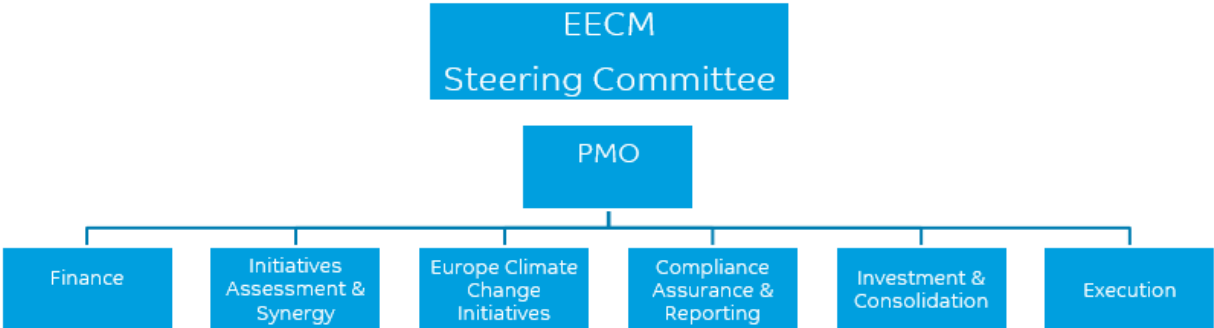 EECM
Steering Committee
PMO
Finance
Initiatives
Assessment &
Synergy
Europe Climate
Change
Initiatives
Compliance
Assurance &
Reporting
Investment &
Consolidation
Execution